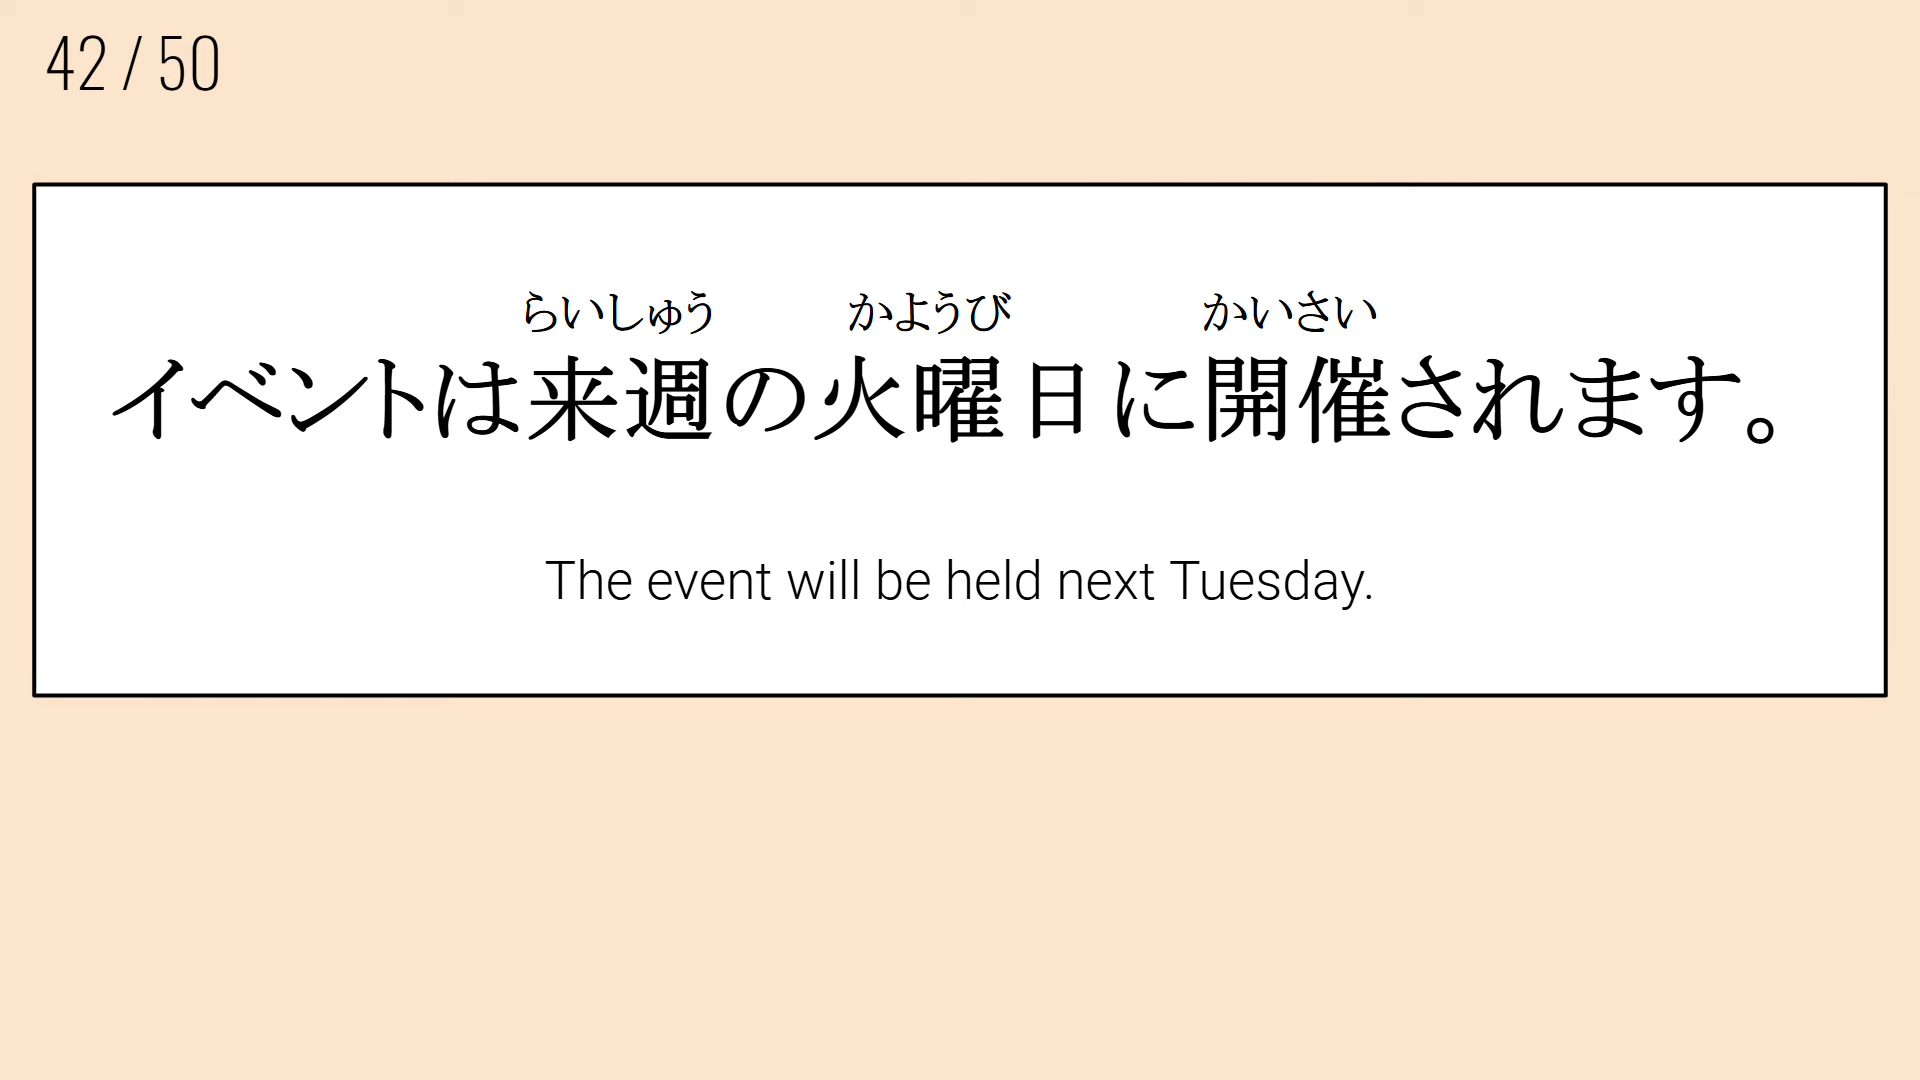 42 / 50
らいしゅう かようび かいさい
イベントは来週の火曜日に開催されます。
The event will be held next Tuesday.